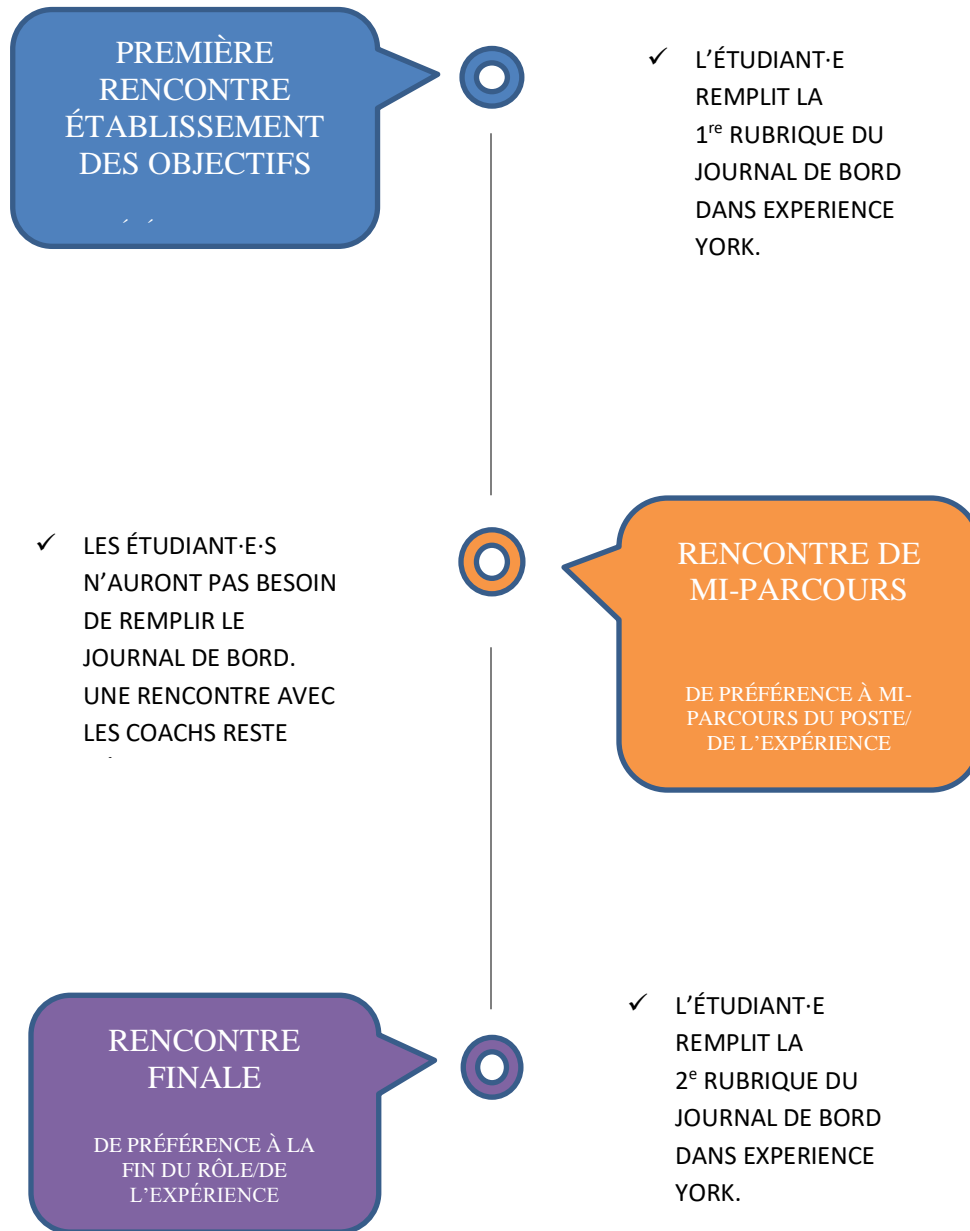 PREMIÈRE
RENCONTRE
ÉTABLISSEMENT
DES OBJECTIFS
✓ L’ÉTUDIANT·E
REMPLIT LA
1re RUBRIQUE DU
JOURNAL DE BORD
DANS EXPERIENCE
YORK.
✓ LES ÉTUDIANT·E·S
N’AURONT PAS BESOIN
DE REMPLIR LE
JOURNAL DE BORD.
UNE RENCONTRE AVEC
LES COACHS RESTE
RENCONTRE DE
MI-PARCOURS
DE PRÉFÉRENCE À MI-
PARCOURS DU POSTE/
DE L’EXPÉRIENCE
RENCONTRE
FINALE
DE PRÉFÉRENCE À LA
FIN DU RÔLE/DE
L’EXPÉRIENCE
✓ L’ÉTUDIANT·E
REMPLIT LA
2e RUBRIQUE DU
JOURNAL DE BORD
DANS EXPERIENCE
YORK.